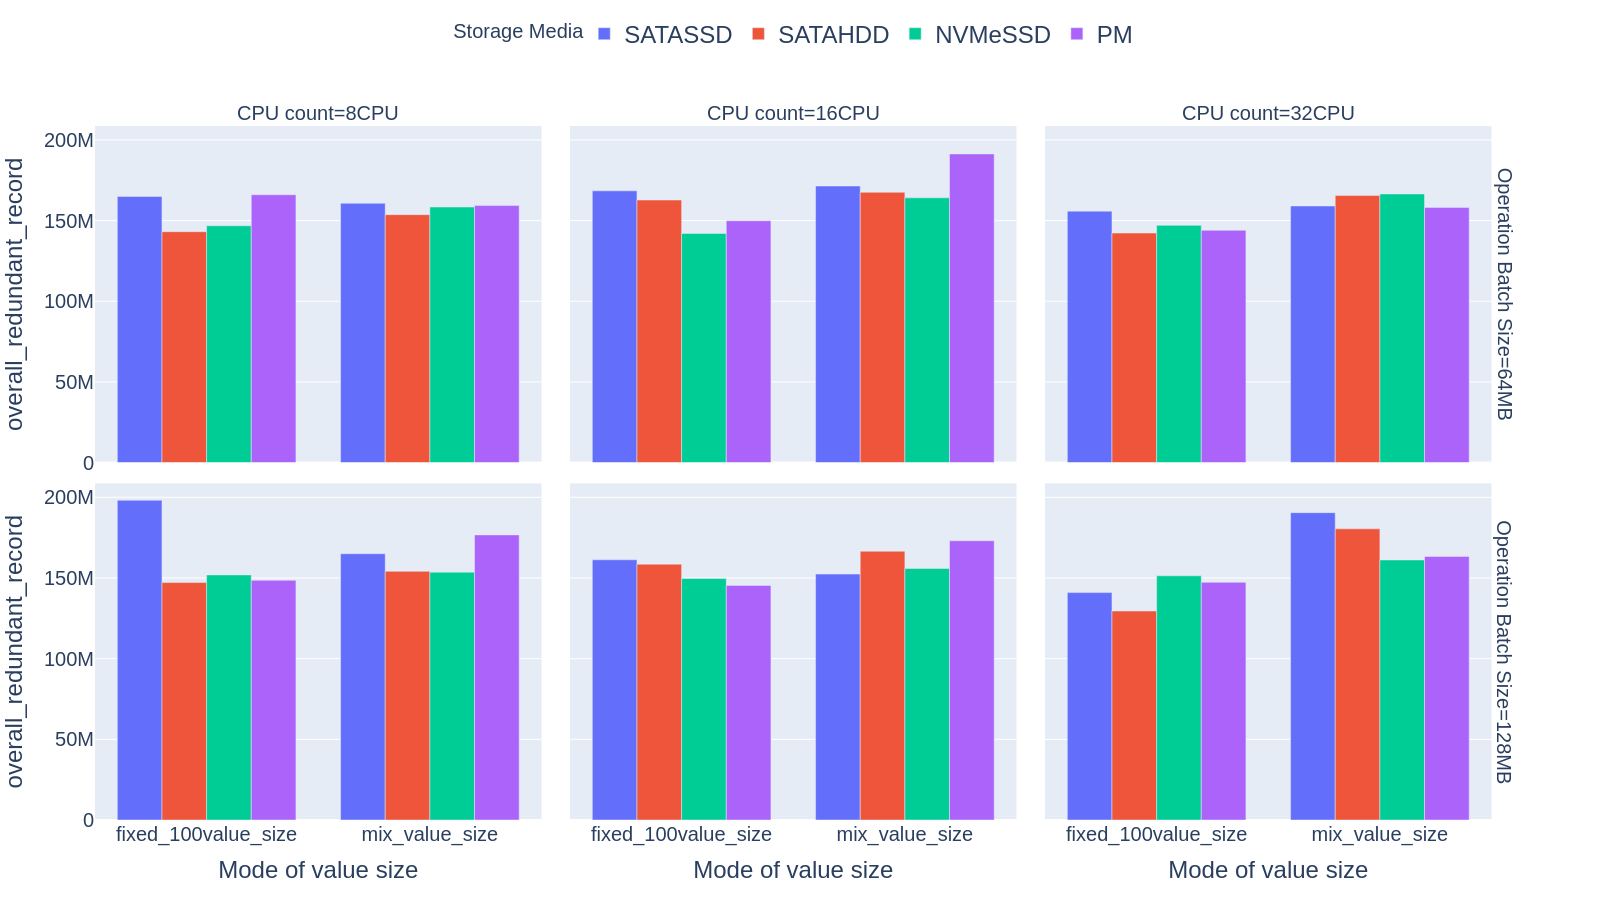 Storage Media SATASSD SATAHDD NVMeSSD PM
CPU count=8CPU CPU count=16CPU CPU count=32CPU
200M
150M
100M
50M
0
overall_redundant_record
Operation Batch Size=64MB
200M
150M
100M
50M
0
overall_redundant_record
Operation Batch Size=128MB
fixed_100value_size mix_value_size fixed_100value_size mix_value_size fixed_100value_size mix_value_size
Mode of value size Mode of value size Mode of value size